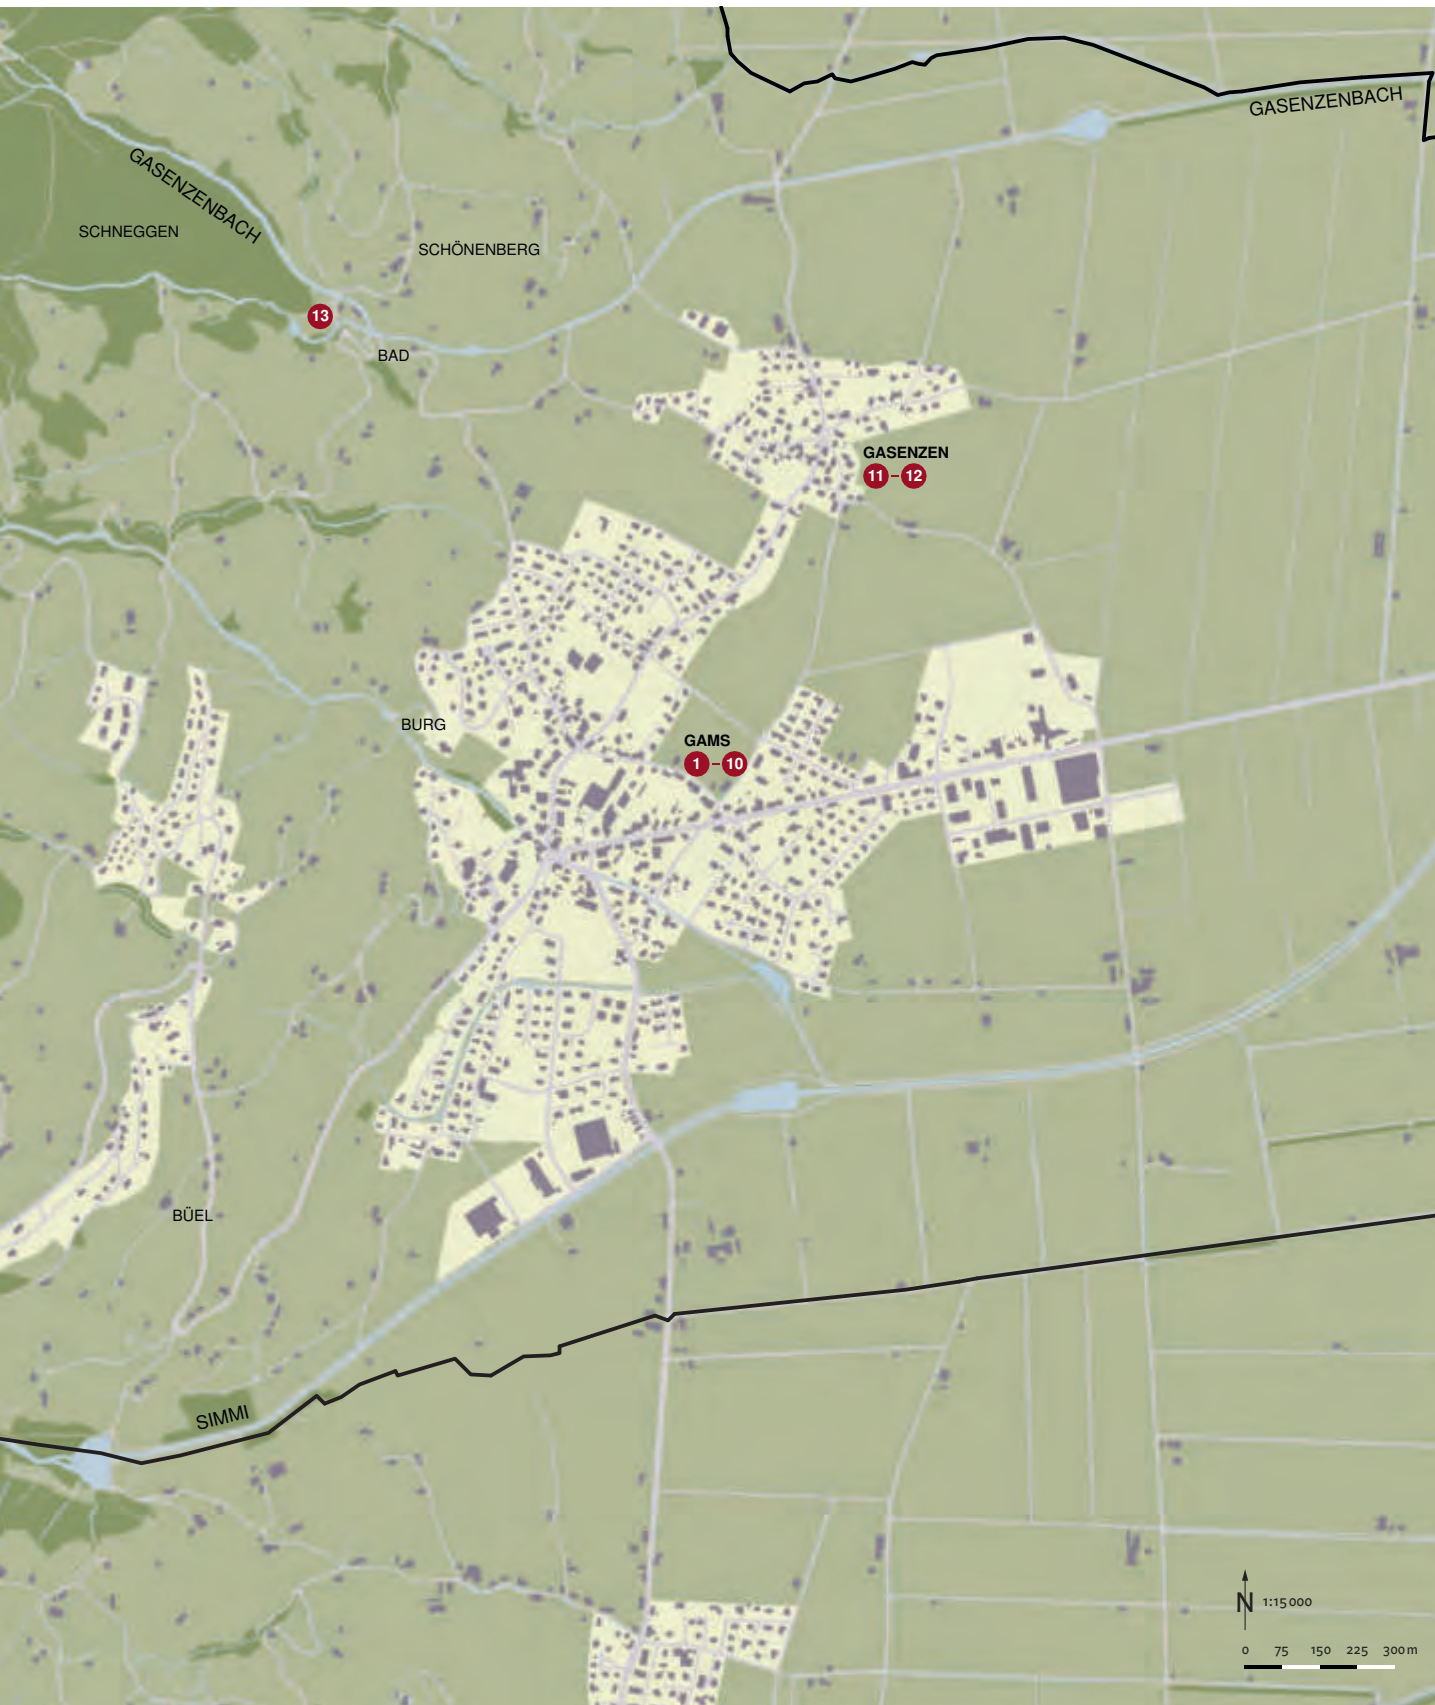 GASENZENBACH
GASENZENBACH
SCHNEGGEN
SCHÖNENBERG
13
BAD
GASENZEN
11 – 12
BURG
GAMS
1 – 10
BÜEL
SIMMI
N 1:15 000
0 75 150 225 300 m